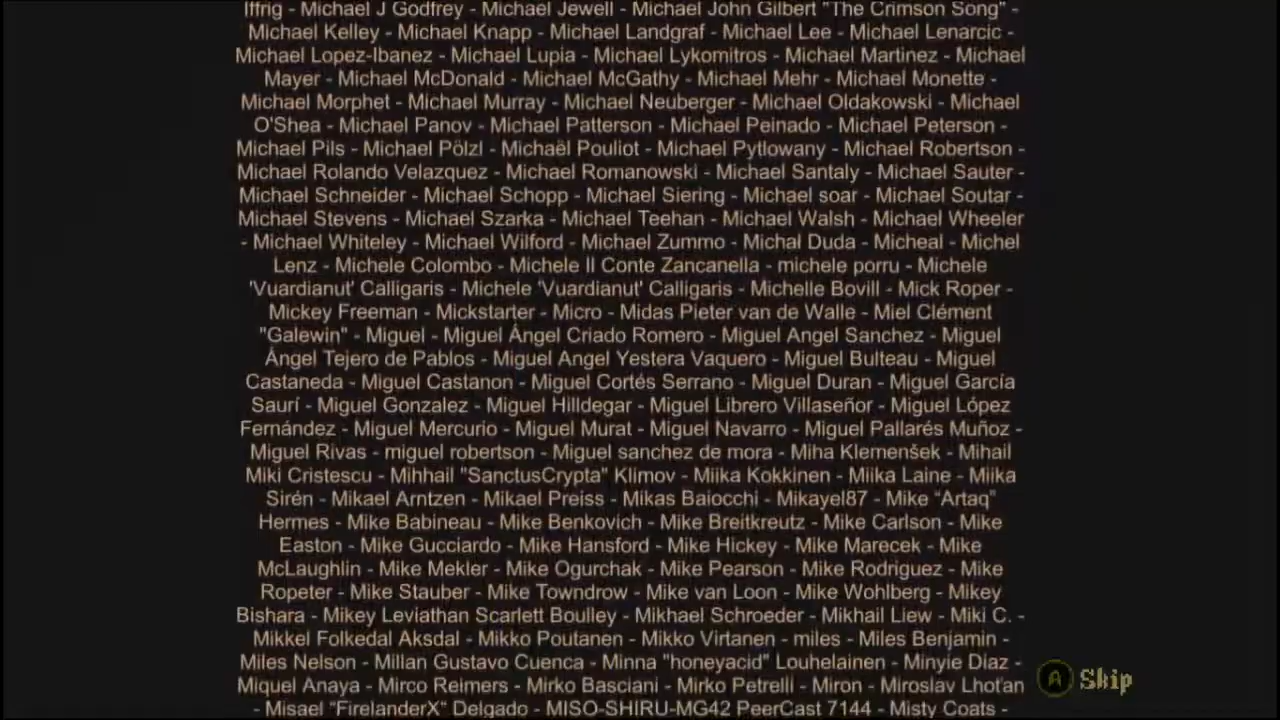 Iffrig - Michael J Godfrey - Michael Jewell - Michael John Gilbert "The Crimson Song" -
Michael Kelley - Michael Knapp - Michael Landgraf - Michael Lee - Michael Lenarcic -
Michael Lopez-Ibanez - Michael Lupia - Michael Lykomitros - Michael Martinez - Michael
Mayer - Michael McDonald - Michael McGathy - Michael Mehr - Michael Monette -
Michael Morphet - Michael Murray - Michael Neuberger - Michael Oldakowski - Michael
O'Shea - Michael Panov - Michael Patterson - Michael Peinado - Michael Peterson -
Michael Pils - Michael Pölzl - Michaël Pouliot - Michael Pytlowany - Michael Robertson -
Michael Rolando Velazquez - Michael Romanowski - Michael Santaly - Michael Sauter -
Michael Schneider - Michael Schopp - Michael Siering - Michael soar - Michael Soutar -
Michael Stevens - Michael Szarka - Michael Teehan - Michael Walsh - Michael Wheeler
- Michael Whiteley - Michael Wilford - Michael Zummo - Michal Duda - Micheal - Michel
Lenz - Michele Colombo - Michele Il Conte Zancanella - michele porru - Michele
'Vuardianut' Calligaris - Michele 'Vuardianut' Calligaris - Michelle Bovill - Mick Roper -
Mickey Freeman - Mickstarter - Micro - Midas Pieter van de Walle - Miel Clément
"Galewin" - Miguel - Miguel Ángel Criado Romero - Miguel Angel Sanchez - Miguel
Ángel Tejero de Pablos - Miguel Angel Yestera Vaquero - Miguel Bulteau - Miguel
Castaneda - Miguel Castanon - Miguel Cortés Serrano - Miguel Duran - Miguel García
Saurí - Miguel Gonzalez - Miguel Hilldegar - Miguel Librero Villaseñor - Miguel López
Fernández - Miguel Mercurio - Miguel Murat - Miguel Navarro - Miguel Pallarés Muñoz -
Miguel Rivas - miguel robertson - Miguel sanchez de mora - Miha Klemenšek - Mihail
Miki Cristescu - Mihhail "SanctusCrypta" Klimov - Miika Kokkinen - Miika Laine - Miika
Sirén - Mikael Arntzen - Mikael Preiss - Mikas Baiocchi - Mikayel87 - Mike "Artaq"
Hermes - Mike Babineau - Mike Benkovich - Mike Breitkreutz - Mike Carlson - Mike
Easton - Mike Gucciardo - Mike Hansford - Mike Hickey - Mike Marecek - Mike
McLaughlin - Mike Mekler - Mike Ogurchak - Mike Pearson - Mike Rodriguez - Mike
Ropeter - Mike Stauber - Mike Towndrow - Mike van Loon - Mike Wohlberg - Mikey
Bishara - Mikey Leviathan Scarlett Boulley - Mikhael Schroeder - Mikhail Liew - Miki C. -
Mikkel Folkedal Aksdal - Mikko Poutanen - Mikko Virtanen - miles - Miles Benjamin -
Miles Nelson - Millan Gustavo Cuenca - Minna "honeyacid" Louhelainen - Minyie Diaz -
Miquel Anaya - Mirco Reimers - Mirko Basciani - Mirko Petrelli - Miron - Miroslav Lhoťan
- Misael "FirelanderX" Delgado - MISO-SHIRU-MG42 PeerCast 7144 - Misty Coats -
A Skip